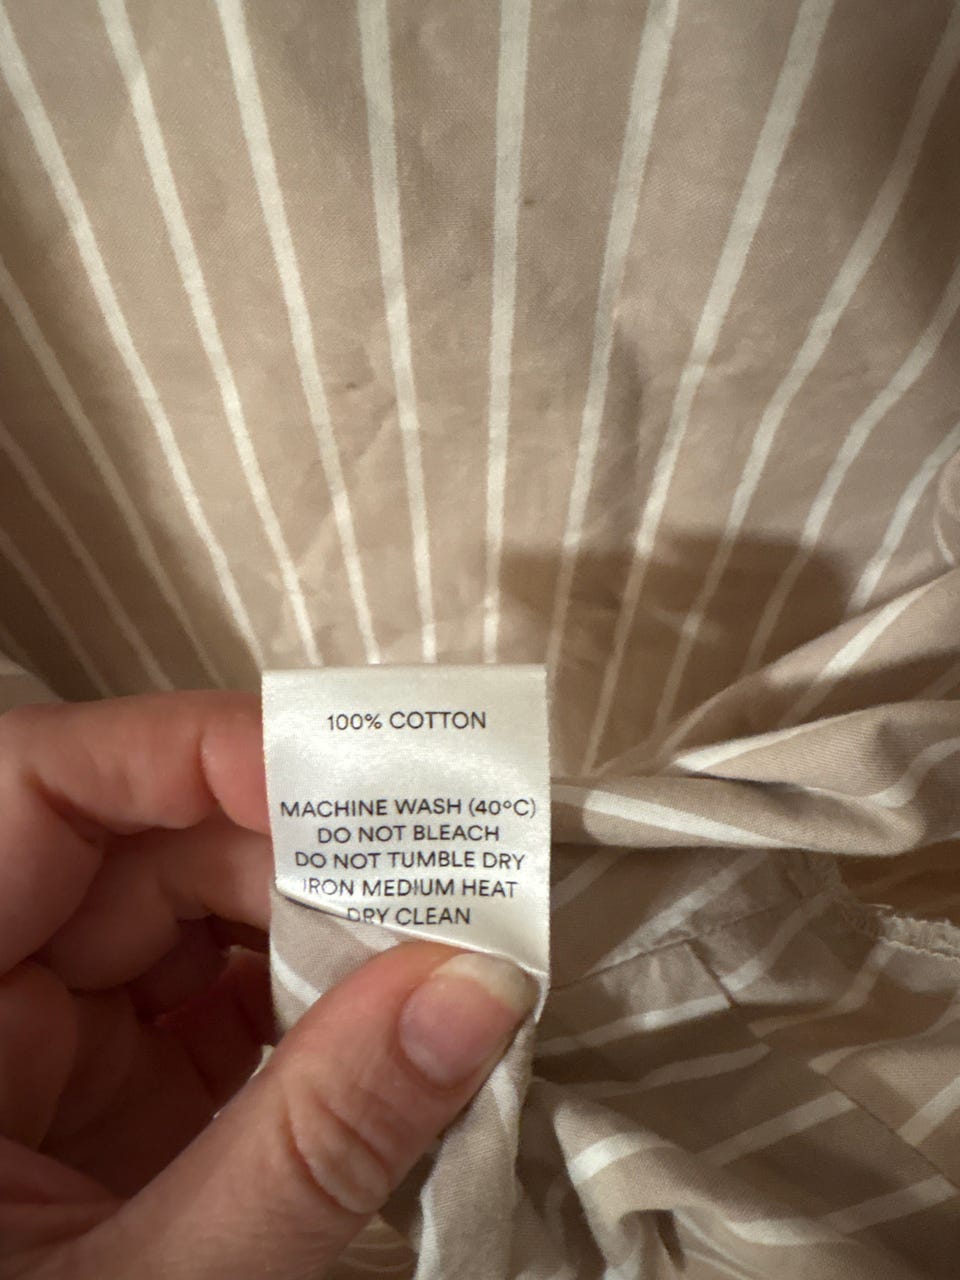 100% COTTON
MACHINE WASH (40°C)
DO NOT BLEACH
DO NOT TUMBLE DRY
IRON MEDIUM HEAT
DRY CLEAN